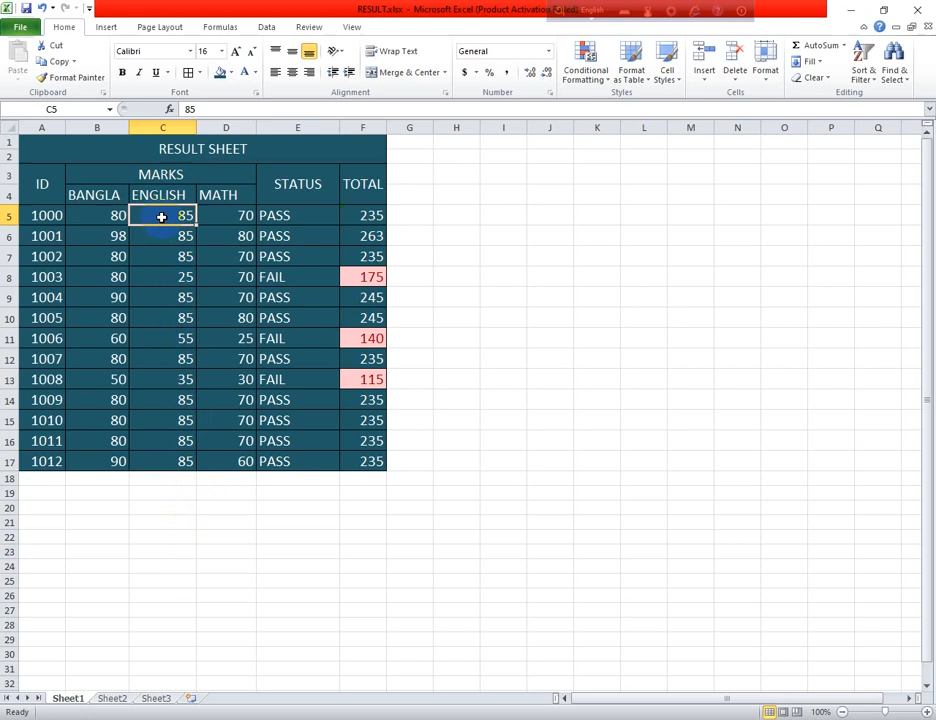 RESULT.xlsx - Microsoft Excel (Product Activation Failed)
English
File Home Insert Page Layout Formulas Data Review View
Paste Cut Calibri 16 Wrap Text General Conditional Formatting Format as Table Cell Styles Insert Delete Format AutoSum Sort & Filter Find & Select
Copy Fill
Format Painter Merge & Center Clear
Clipboard Font Alignment Number Styles Cells Editing
C5 fx 85
A B C D E F G H I J K L M N O P Q
1 RESULT SHEET
2
3 ID MARKS STATUS TOTAL
4 BANGLA ENGLISH MATH
5 1000 80 85 70 PASS 235
6 1001 98 85 80 PASS 263
7 1002 80 85 70 PASS 235
8 1003 80 25 70 FAIL 175
9 1004 90 85 70 PASS 245
10 1005 80 85 80 PASS 245
11 1006 60 55 25 FAIL 140
12 1007 80 85 70 PASS 235
13 1008 50 35 30 FAIL 115
14 1009 80 85 70 PASS 235
15 1010 80 85 70 PASS 235
16 1011 80 85 70 PASS 235
17 1012 90 85 60 PASS 235
18
19
20
21
22
23
24
25
26
27
28
29
30
31
32
Sheet1 Sheet2 Sheet3
Ready 100%